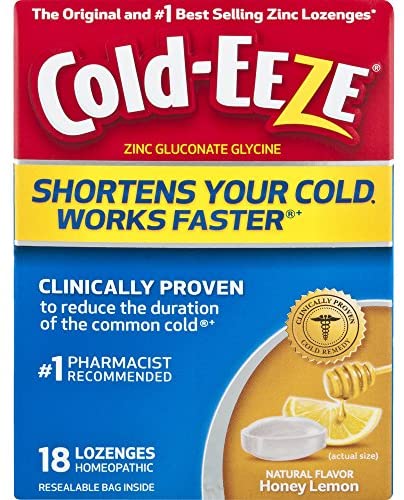 The Original and #1 Best Selling Zinc Lozenges*
COLD-EEZE®
ZINC GLUCONATE GLYCINE
SHORTENS YOUR COLD.
WORKS FASTER®+
CLINICALLY PROVEN
to reduce the duration
of the common cold®+
#1 PHARMACIST
RECOMMENDED
CLINICALLY PROVEN
COLD REMEDY
(actual size)
18 LOZENGES
HOMEOPATHIC
RESEALABLE BAG INSIDE
NATURAL FLAVOR
Honey Lemon